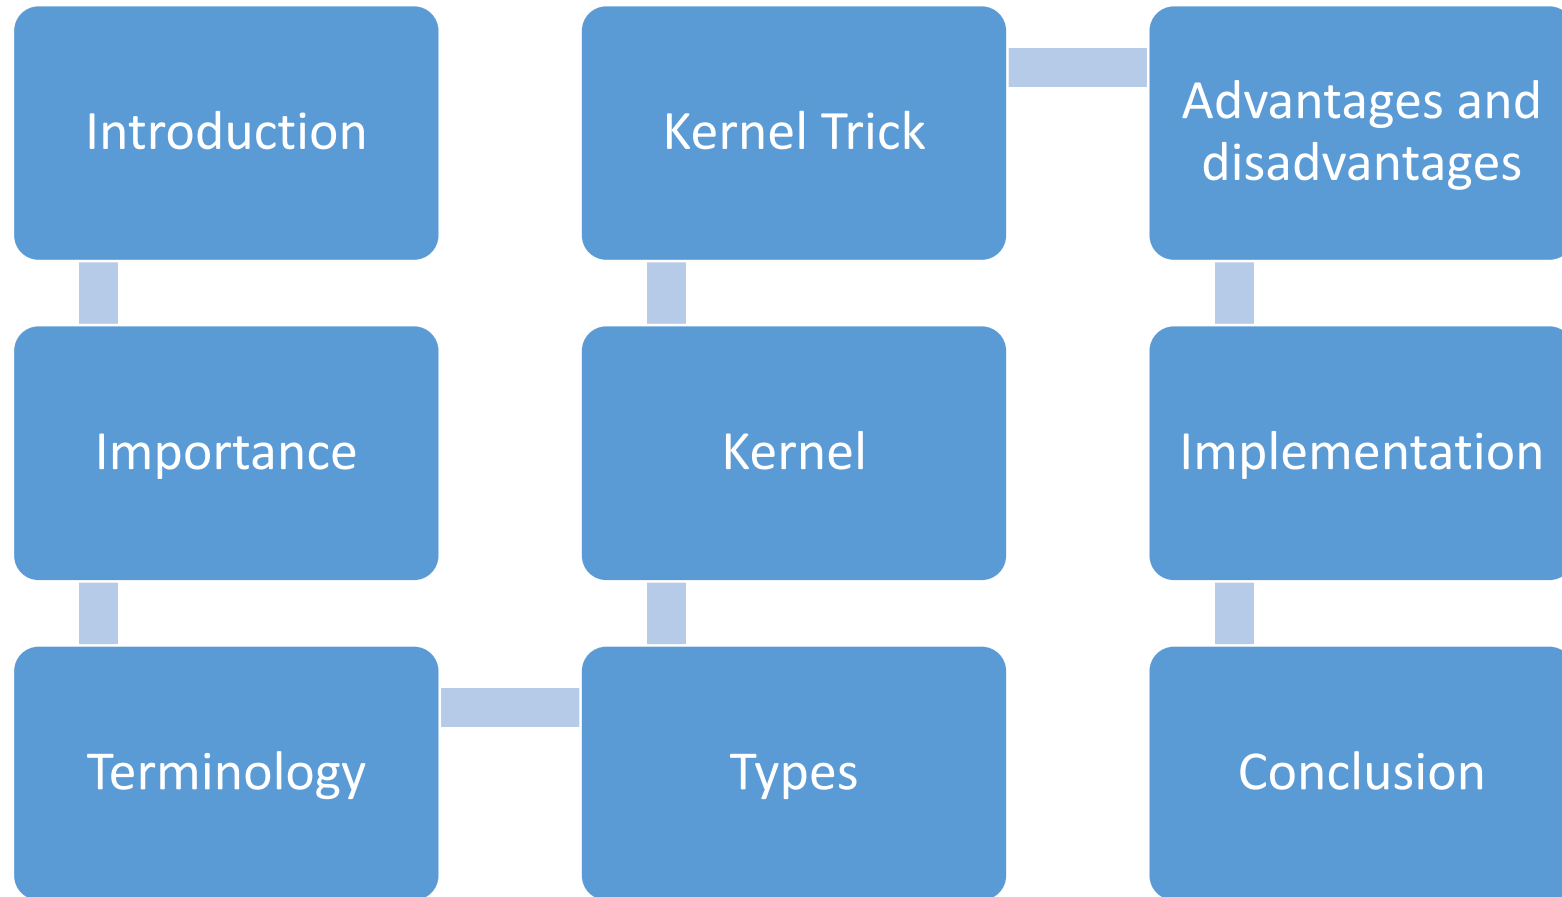 Introduction
Importance
Terminology
Types
Kernel
Kernel Trick
Advantages and
disadvantages
Implementation
Conclusion